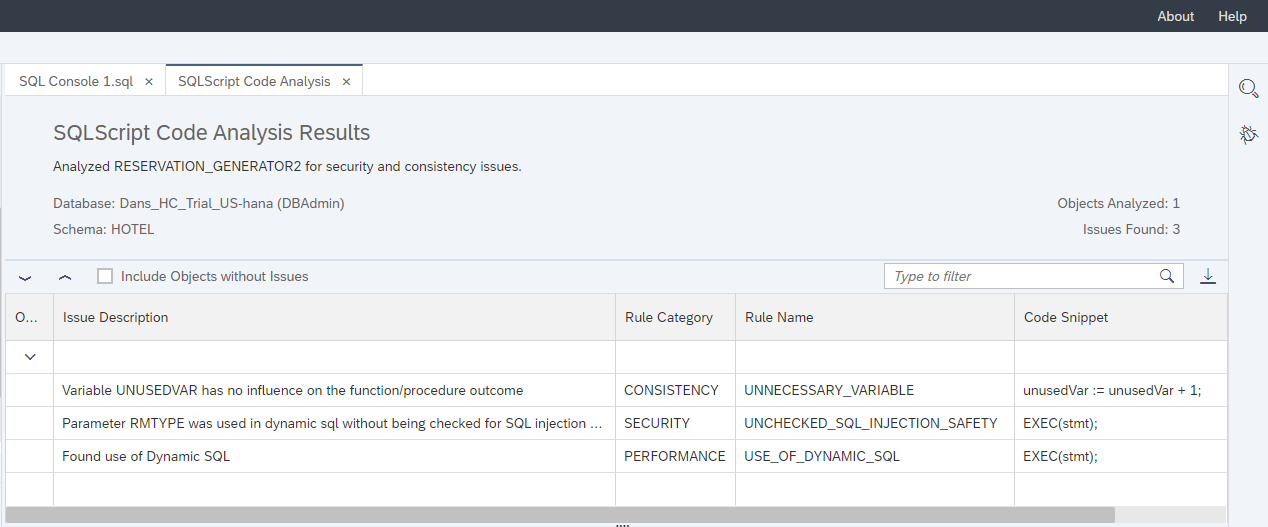 About Help
SQL Console 1.sql × SQLScript Code Analysis ×
SQLScript Code Analysis Results
Analyzed RESERVATION_GENERATOR2 for security and consistency issues.
Database: Dans_HC_Trial_US-hana (DBAdmin) Objects Analyzed: 1
Schema: HOTEL Issues Found: 3
Include Objects without Issues Type to filter
O... Issue Description Rule Category Rule Name Code Snippet
Variable UNUSEDVAR has no influence on the function/procedure outcome CONSISTENCY UNNECESSARY_VARIABLE unusedVar := unusedVar + 1;
Parameter RMTYPE was used in dynamic sql without being checked for SQL injection ... SECURITY UNCHECKED_SQL_INJECTION_SAFETY EXEC(stmt);
Found use of Dynamic SQL PERFORMANCE USE_OF_DYNAMIC_SQL EXEC(stmt);